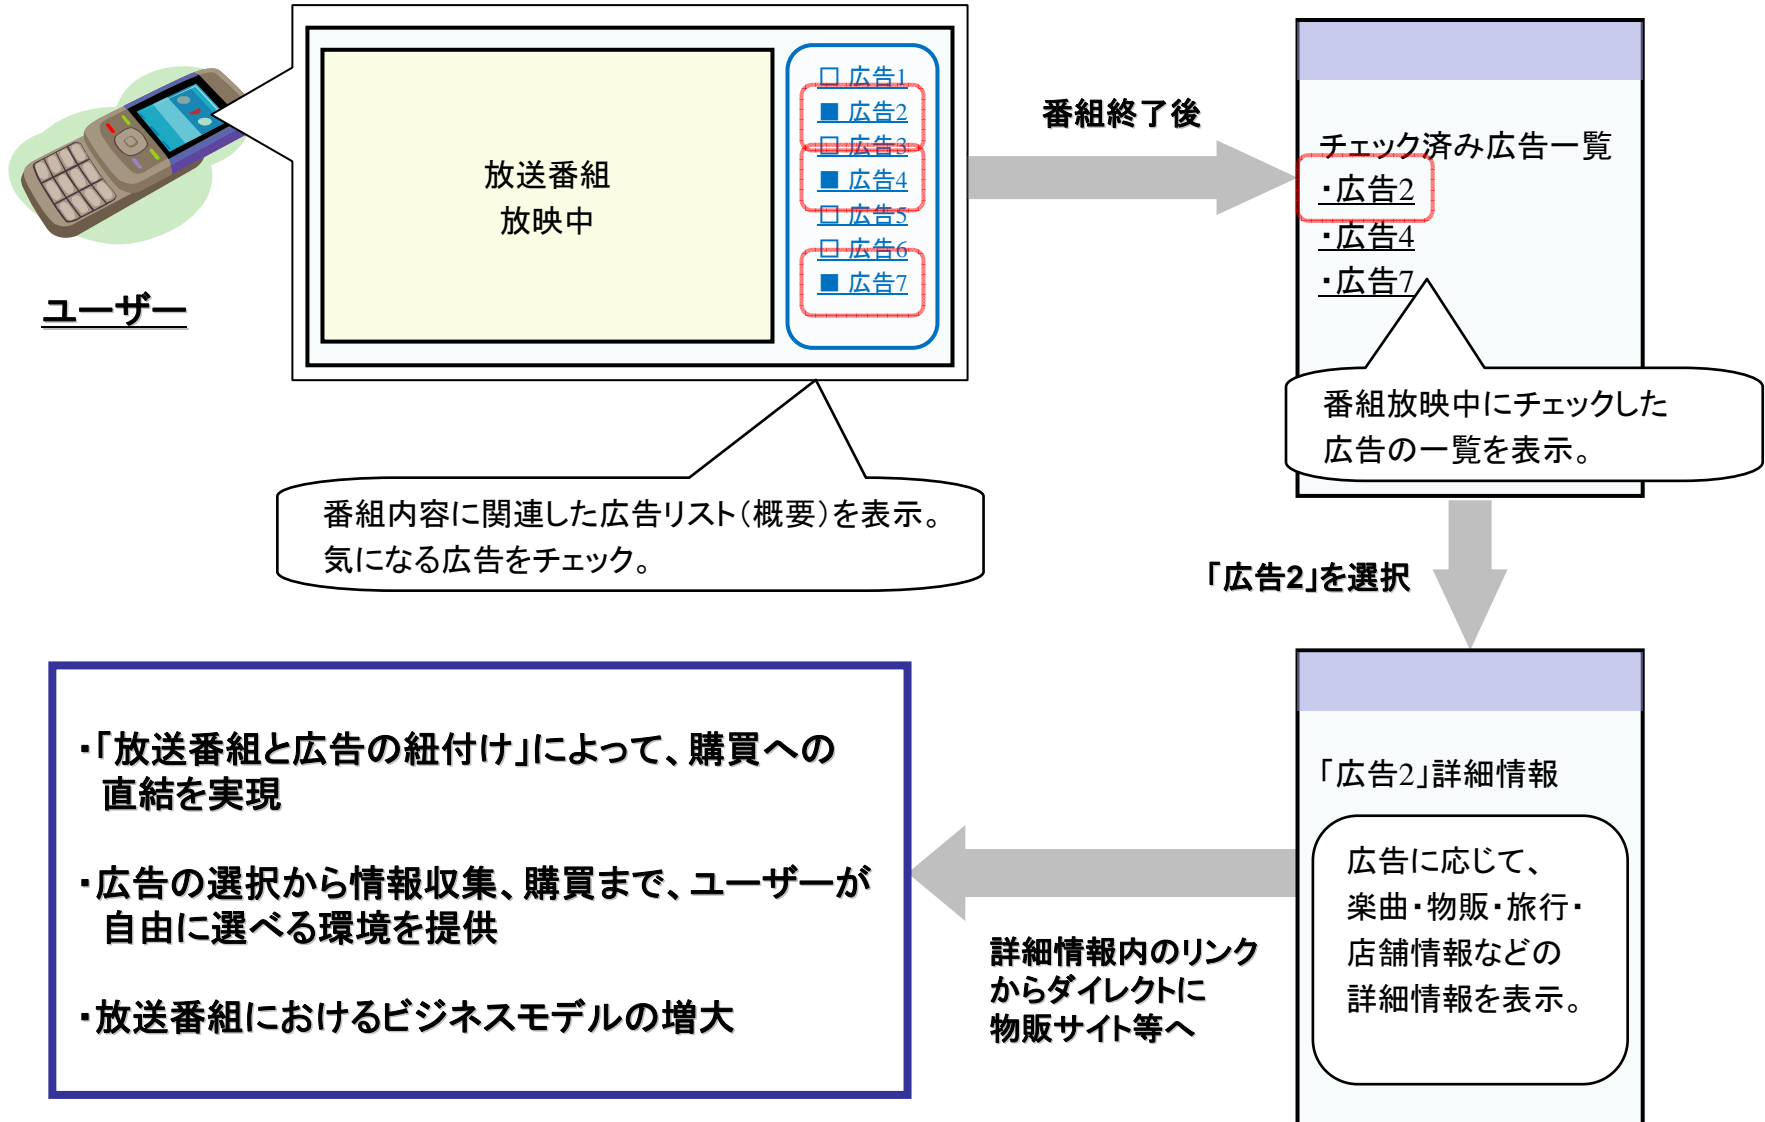 □ 広告1
■ 広告2
□ 広告3
■ 広告4
□ 広告5
□ 広告6
■ 広告7
放送番組
放映中
ユーザー
番組内容に関連した広告リスト（概要）を表示。
気になる広告をチェック。
番組終了後
チェック済み広告一覧
・広告2
・広告4
・広告7
番組放映中にチェックした
広告の一覧を表示。
「広告2」を選択
「広告2」詳細情報
広告に応じて、
楽曲・物販・旅行・
店舗情報などの
詳細情報を表示。
詳細情報内のリンク
からダイレクトに
物販サイト等へ
・「放送番組と広告の紐付け」によって、購買への
直結を実現
・広告の選択から情報収集、購買まで、ユーザーが
自由に選べる環境を提供
・放送番組におけるビジネスモデルの増大